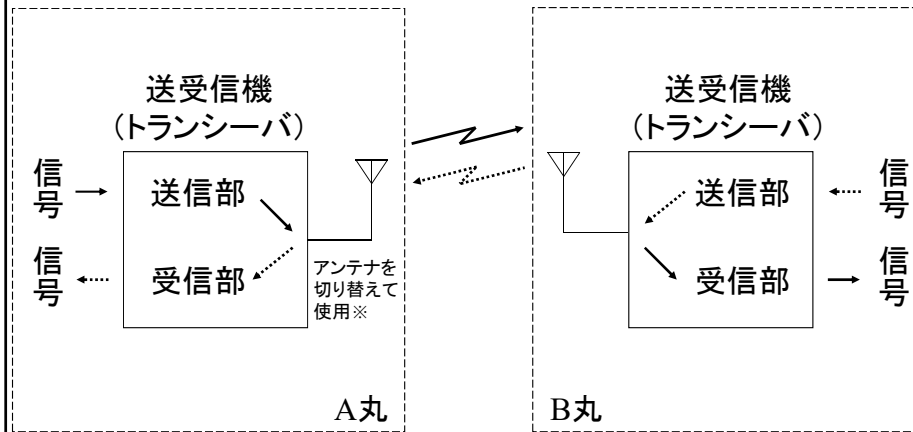 送受信機
（トランシーバ）
信号
送信部
信号
受信部
アンテナを
切り替えて
使用※
A丸
送受信機
（トランシーバ）
送信部
信号
受信部
信号
B丸